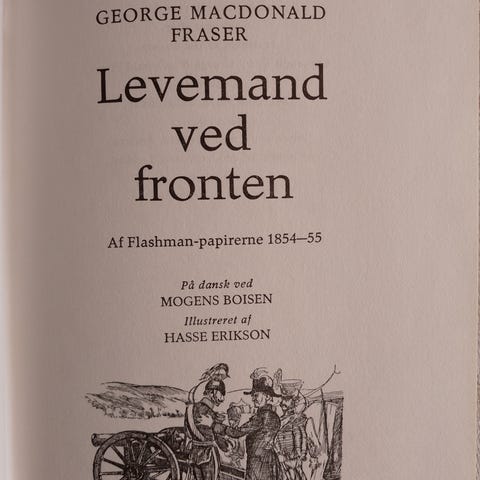 GEORGE MACDONALD
FRASER
Levemand
ved
fronten
Af Flashman-papirerne 1854—55
På dansk ved
MOGENS BOISEN
Illustreret af
HASSE ERIKSON